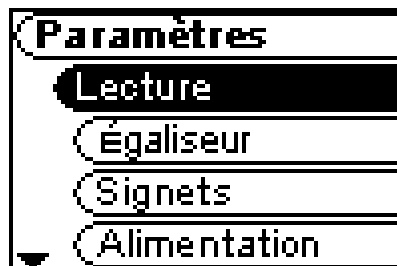 Paramètres
Lecture
Égaliseur
Signets
Alimentation